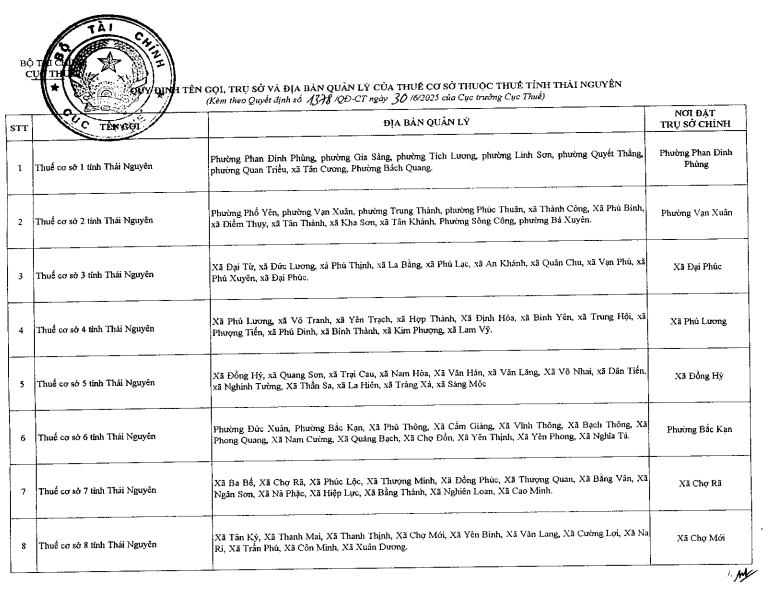 BỘ TÀI CHÍNH
CỤC THUẾ
BỘ TÀI CHÍNH
CỤC THUẾ
QUY ĐỊNH TÊN GỌI, TRỤ SỞ VÀ ĐỊA BÀN QUẢN LÝ CỦA THUẾ CƠ SỞ THUỘC THUẾ TỈNH THÁI NGUYÊN
(Kèm theo Quyết định số 1378 /QĐ-CT ngày 30 /6/2025 của Cục trưởng Cục Thuế)
STT TÊN GỌI ĐỊA BÀN QUẢN LÝ NƠI ĐẶT
TRỤ SỞ CHÍNH
1 Thuế cơ sở 1 tỉnh Thái Nguyên Phường Phan Đình Phùng, phường Gia Sàng, phường Tích Lương, phường Linh Sơn, phường Quyết Thắng, Phường Phan Đình
phường Quan Triều, xã Tân Cương, Phường Bách Quang. Phùng
2 Thuế cơ sở 2 tỉnh Thái Nguyên Phường Phổ Yên, phường Vạn Xuân, phường Trung Thành, phường Phúc Thuận, xã Thành Công, Xã Phú Bình, Phường Vạn Xuân
xã Điềm Thụy, xã Tân Thành, xã Kha Sơn, xã Tân Khánh, Phường Sông Công, phường Bá Xuyên.
3 Thuế cơ sở 3 tỉnh Thái Nguyên Xã Đại Từ, xã Đức Lương, xã Phú Thịnh, xã La Bằng, xã Phú Lạc, xã An Khánh, xã Quân Chu, xã Vạn Phú, xã Xã Đại Phúc
Phú Xuyên, xã Đại Phúc.
4 Thuế cơ sở 4 tỉnh Thái Nguyên Xã Phú Lương, xã Vô Tranh, xã Yên Trạch, xã Hợp Thành, Xã Định Hóa, xã Bình Yên, xã Trung Hội, xã Xã Phú Lương
Phượng Tiến, xã Phú Đình, xã Bình Thành, xã Kim Phượng, xã Lam Vỹ.
5 Thuế cơ sở 5 tỉnh Thái Nguyên Xã Đồng Hỷ, xã Quang Sơn, xã Trại Cau, xã Nam Hòa, Xã Văn Hán, xã Văn Lăng, Xã Võ Nhai, xã Dân Tiến, Xã Đồng Hỷ
xã Nghinh Tường, Xã Thần Sa, xã La Hiên, xã Tràng Xá, xã Sảng Mộc
6 Thuế cơ sở 6 tỉnh Thái Nguyên Phường Đức Xuân, Phường Bắc Kạn, Xã Phủ Thông, Xã Cẩm Giàng, Xã Vĩnh Thông, Xã Bạch Thông, Xã Phường Bắc Kạn
Phong Quang, Xã Nam Cường, Xã Quảng Bạch, Xã Chợ Đồn, Xã Yên Thịnh, Xã Yên Phong, Xã Nghĩa Tá.
7 Thuế cơ sở 7 tỉnh Thái Nguyên Xã Ba Bể, Xã Chợ Rã, Xã Phúc Lộc, Xã Thượng Minh, Xã Đồng Phúc, Xã Thượng Quan, Xã Bằng Vân, Xã Xã Chợ Rã
Ngân Sơn, Xã Nà Phặc, Xã Hiệp Lực, Xã Bằng Thành, Xã Nghiên Loan, Xã Cao Minh.
8 Thuế cơ sở 8 tỉnh Thái Nguyên Xã Tân Kỳ, Xã Thanh Mai, Xã Thanh Thịnh, Xã Chợ Mới, Xã Yên Bình, Xã Văn Lang, Xã Cường Lợi, Xã Na Xã Chợ Mới
Rì, Xã Trần Phú, Xã Côn Minh, Xã Xuân Dương.